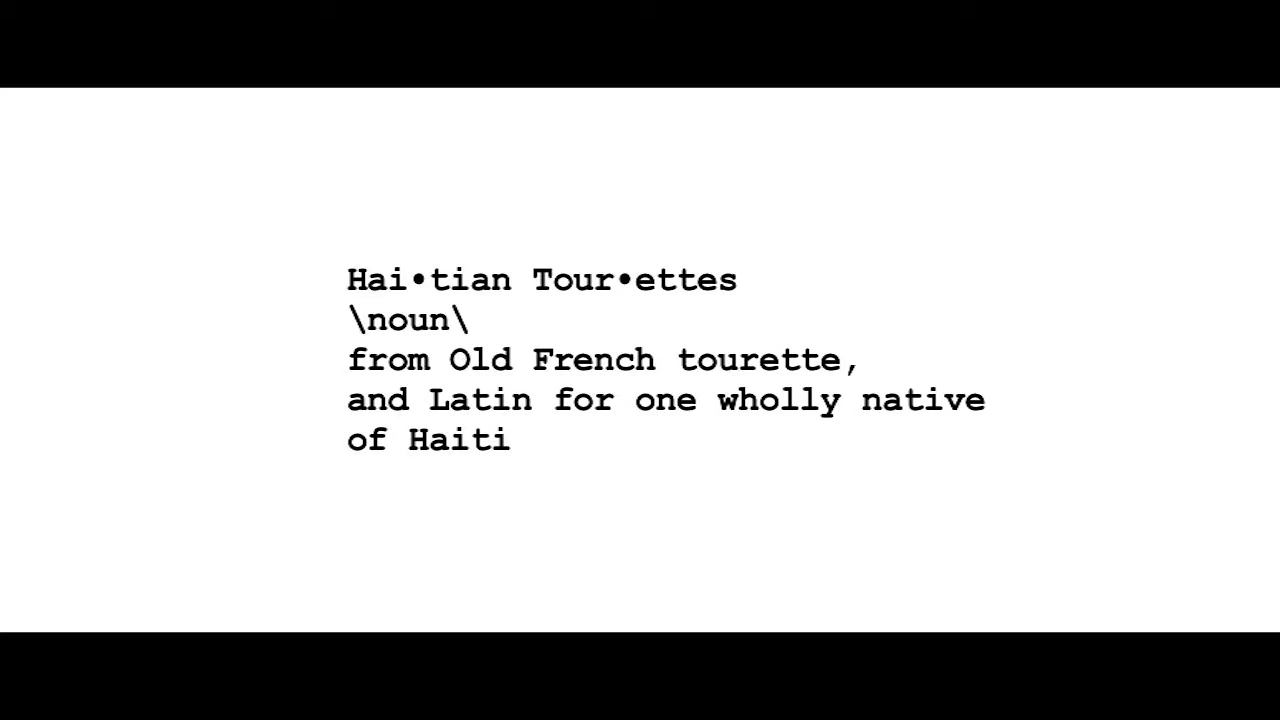 Hai•tian Tour•ettes
\noun\
from Old French tourette,
and Latin for one wholly native
of Haiti